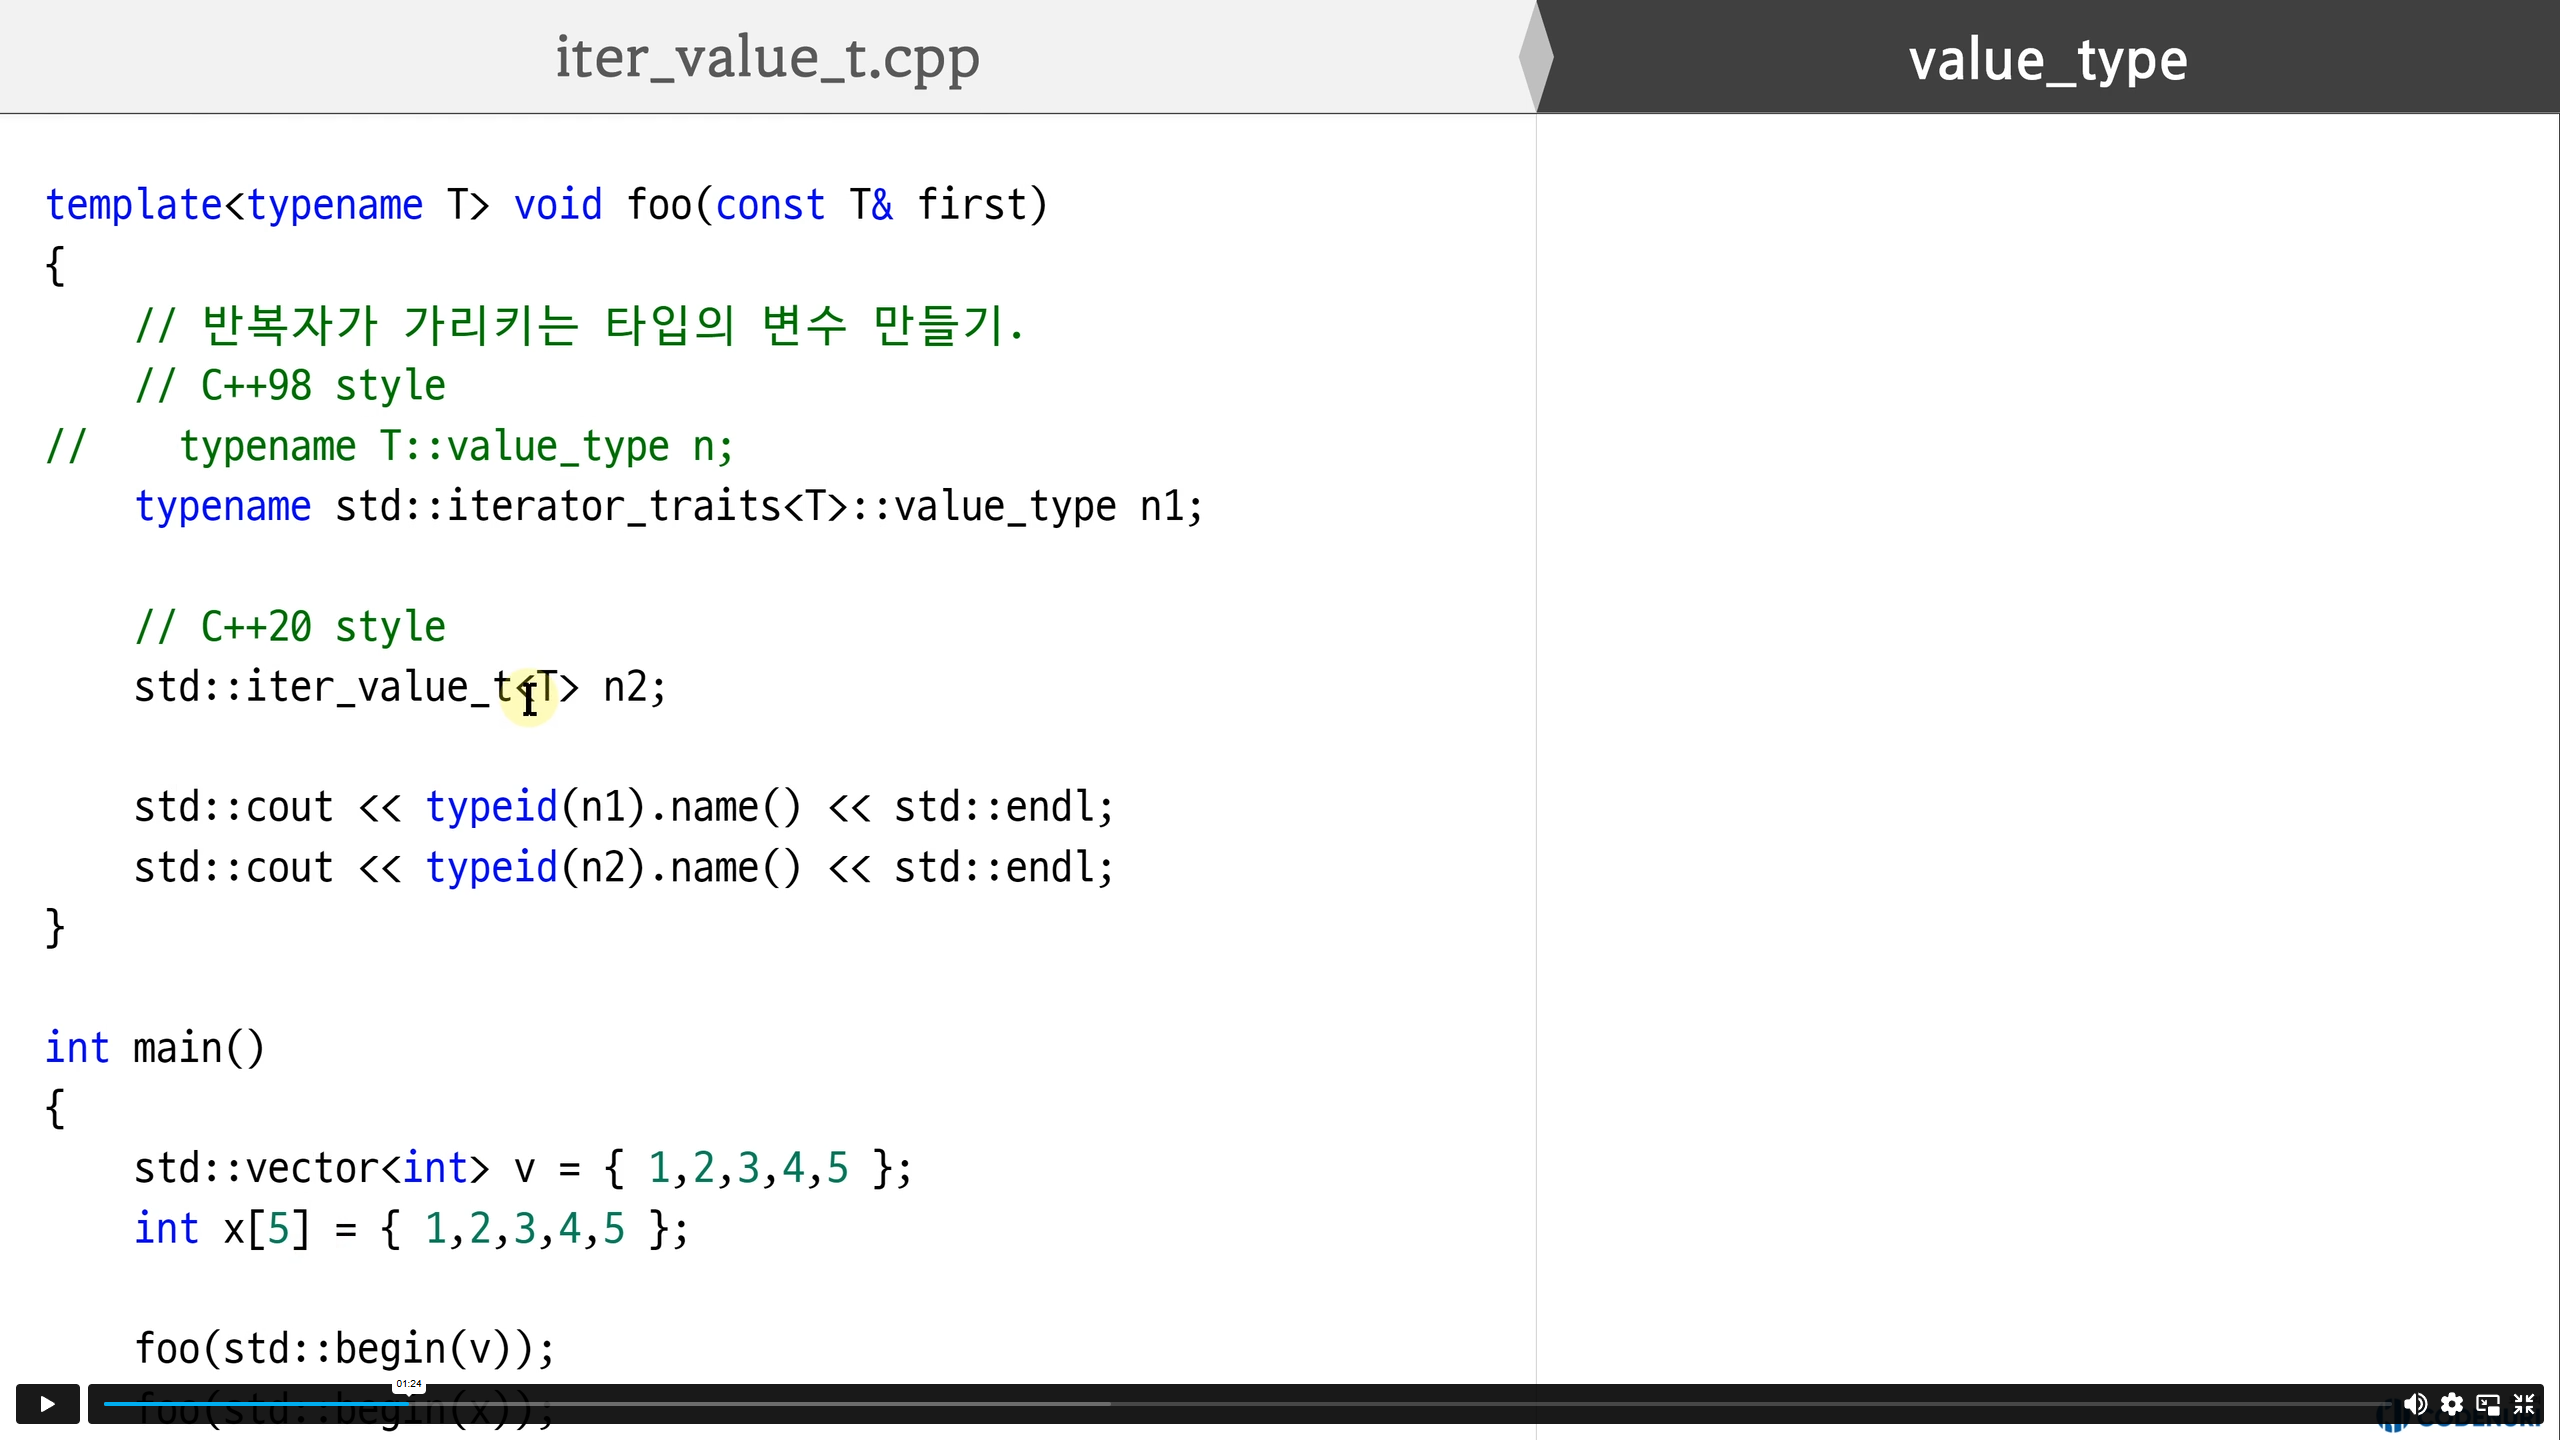 iter_value_t.cpp
value_type
template<typename T> void foo(const T& first)
{
    // 반복자가 가리키는 타입의 변수 만들기.
    // C++98 style
//    typename T::value_type n;
    typename std::iterator_traits<T>::value_type n1;
    // C++20 style
    std::iter_value_t<T> n2;
    std::cout << typeid(n1).name() << std::endl;
    std::cout << typeid(n2).name() << std::endl;
}
int main()
{
    std::vector<int> v = { 1,2,3,4,5 };
    int x[5] = { 1,2,3,4,5 };
    foo(std::begin(v));
01:24
    foo(std::begin(x));
CODENURI